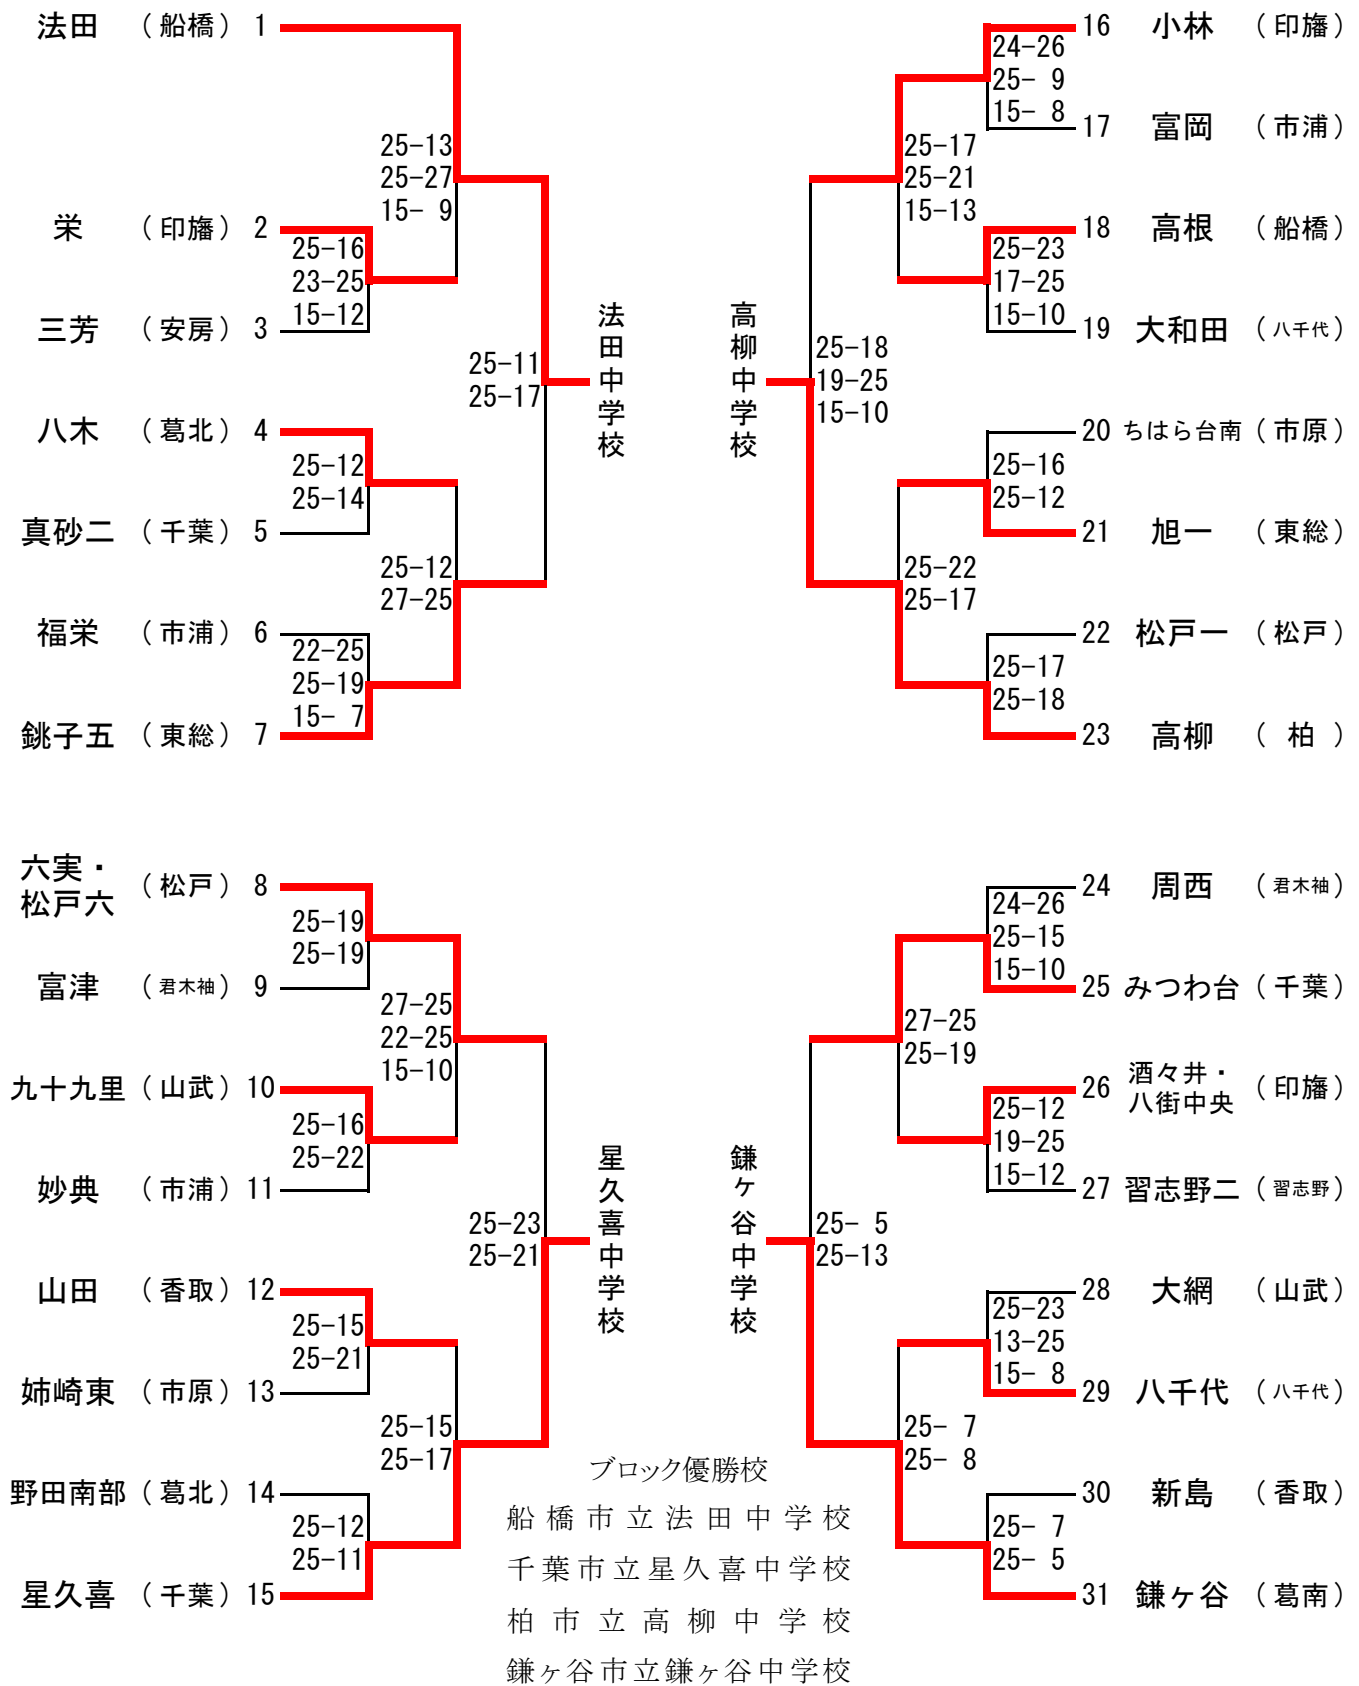 法田 （船橋） 1
25-13
25-27
15- 9
栄 （印旛） 2
25-16
23-25
15-12
三芳 （安房） 3
25-11
25-17
法田中学校
八木 （葛北） 4
25-12
25-14
真砂二 （千葉） 5
25-12
27-25
福栄 （市浦） 6
22-25
25-19
15- 7
銚子五 （東総） 7
16 小林 （印旛）
24-26
25- 9
15- 8
17 富岡 （市浦）
25-17
25-21
15-13
18 高根 （船橋）
25-23
17-25
15-10
19 大和田 （八千代）
高柳中学校
25-18
19-25
15-10
20 ちはら台南 （市原）
25-16
25-12
21 旭一 （東総）
25-22
25-17
22 松戸一 （松戸）
25-17
25-18
23 高柳 （ 柏 ）
六実・
松戸六 （松戸） 8
25-19
25-19
富津 （君木袖） 9
27-25
22-25
15-10
九十九里 （山武） 10
25-16
25-22
妙典 （市浦） 11
25-23
25-21
星久喜中学校
山田 （香取） 12
25-15
25-21
姉崎東 （市原） 13
25-15
25-17
野田南部 （葛北） 14
25-12
25-11
星久喜 （千葉） 15
24 周西 （君木袖）
24-26
25-15
15-10
25 みつわ台 （千葉）
27-25
25-19
26 酒々井・
八街中央 （印旛）
25-12
19-25
15-12
27 習志野二 （習志野）
鎌ヶ谷中学校
25- 5
25-13
28 大網 （山武）
25-23
13-25
15- 8
29 八千代 （八千代）
25- 7
25- 8
30 新島 （香取）
25- 7
25- 5
31 鎌ヶ谷 （葛南）
ブロック優勝校
船橋市立法田中学校
千葉市立星久喜中学校
柏市立高柳中学校
鎌ヶ谷市立鎌ヶ谷中学校